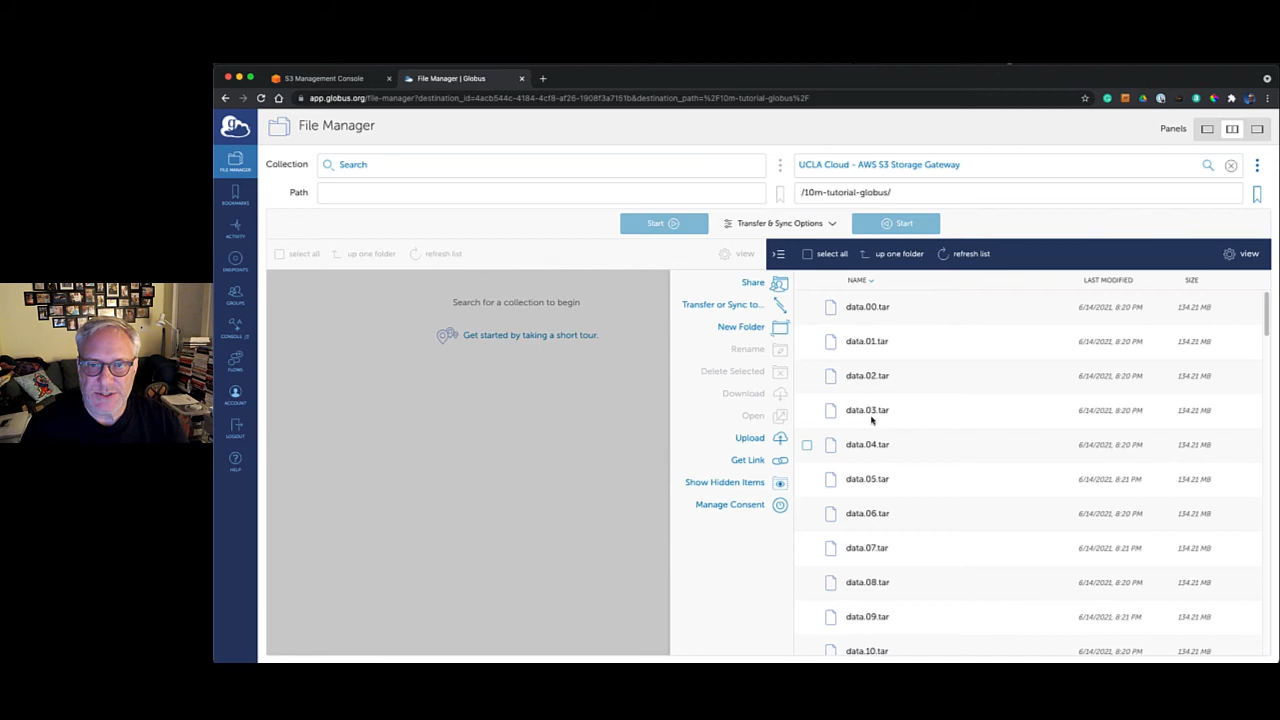 S3 Management Console
File Manager | Globus
app.globus.org/file-manager?destination_id=4acb544c-4184-4cf8-af26-1908f3a7151b&destination_path=%2F10m-tutorial-globus%2F
File Manager
Panels
FILE MANAGER
BOOKMARKS
ACTIVITY
ENDPOINTS
GROUPS
CONSOLE
FLOWS
ACCOUNT
LOGOUT
HELP
Collection
Search
UCLA Cloud - AWS S3 Storage Gateway
Path
/10m-tutorial-globus/
Start
Transfer & Sync Options
Start
select all
up one folder
refresh list
view
select all
up one folder
refresh list
view
Search for a collection to begin
Get started by taking a short tour.
Share
Transfer or Sync to...
New Folder
Rename
Delete Selected
Download
Open
Upload
Get Link
Show Hidden Items
Manage Consent
NAME LAST MODIFIED SIZE
data.00.tar 6/14/2021, 8:20 PM 134.21 MB
data.01.tar 6/14/2021, 8:20 PM 134.21 MB
data.02.tar 6/14/2021, 8:20 PM 134.21 MB
data.03.tar 6/14/2021, 8:20 PM 134.21 MB
data.04.tar 6/14/2021, 8:20 PM 134.21 MB
data.05.tar 6/14/2021, 8:21 PM 134.21 MB
data.06.tar 6/14/2021, 8:20 PM 134.21 MB
data.07.tar 6/14/2021, 8:21 PM 134.21 MB
data.08.tar 6/14/2021, 8:20 PM 134.21 MB
data.09.tar 6/14/2021, 8:21 PM 134.21 MB
data.10.tar 6/14/2021, 8:20 PM 134.21 MB